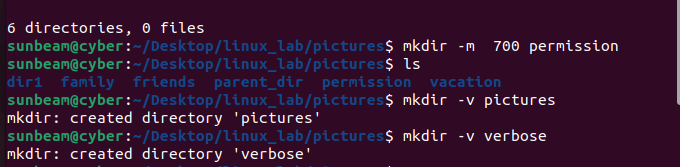 6 directories, 0 files
sunbeam@cyber:~/Desktop/linux_lab/pictures$ mkdir -m  700 permission
sunbeam@cyber:~/Desktop/linux_lab/pictures$ ls
dir1  family  friends  parent_dir  permission  vacation
sunbeam@cyber:~/Desktop/linux_lab/pictures$ mkdir -v pictures
mkdir: created directory 'pictures'
sunbeam@cyber:~/Desktop/linux_lab/pictures$ mkdir -v verbose
mkdir: created directory 'verbose'